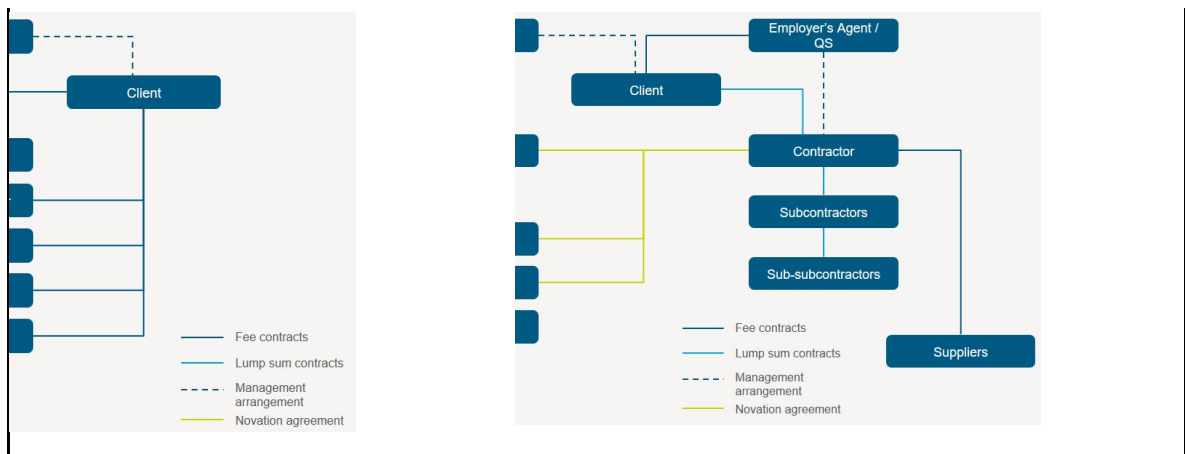 Client
Fee contracts
Lump sum contracts
Management
arrangement
Novation agreement
Employer's Agent /
QS
Client
Contractor
Subcontractors
Sub-subcontractors
Fee contracts
Lump sum contracts
Management
arrangement
Novation agreement
Suppliers